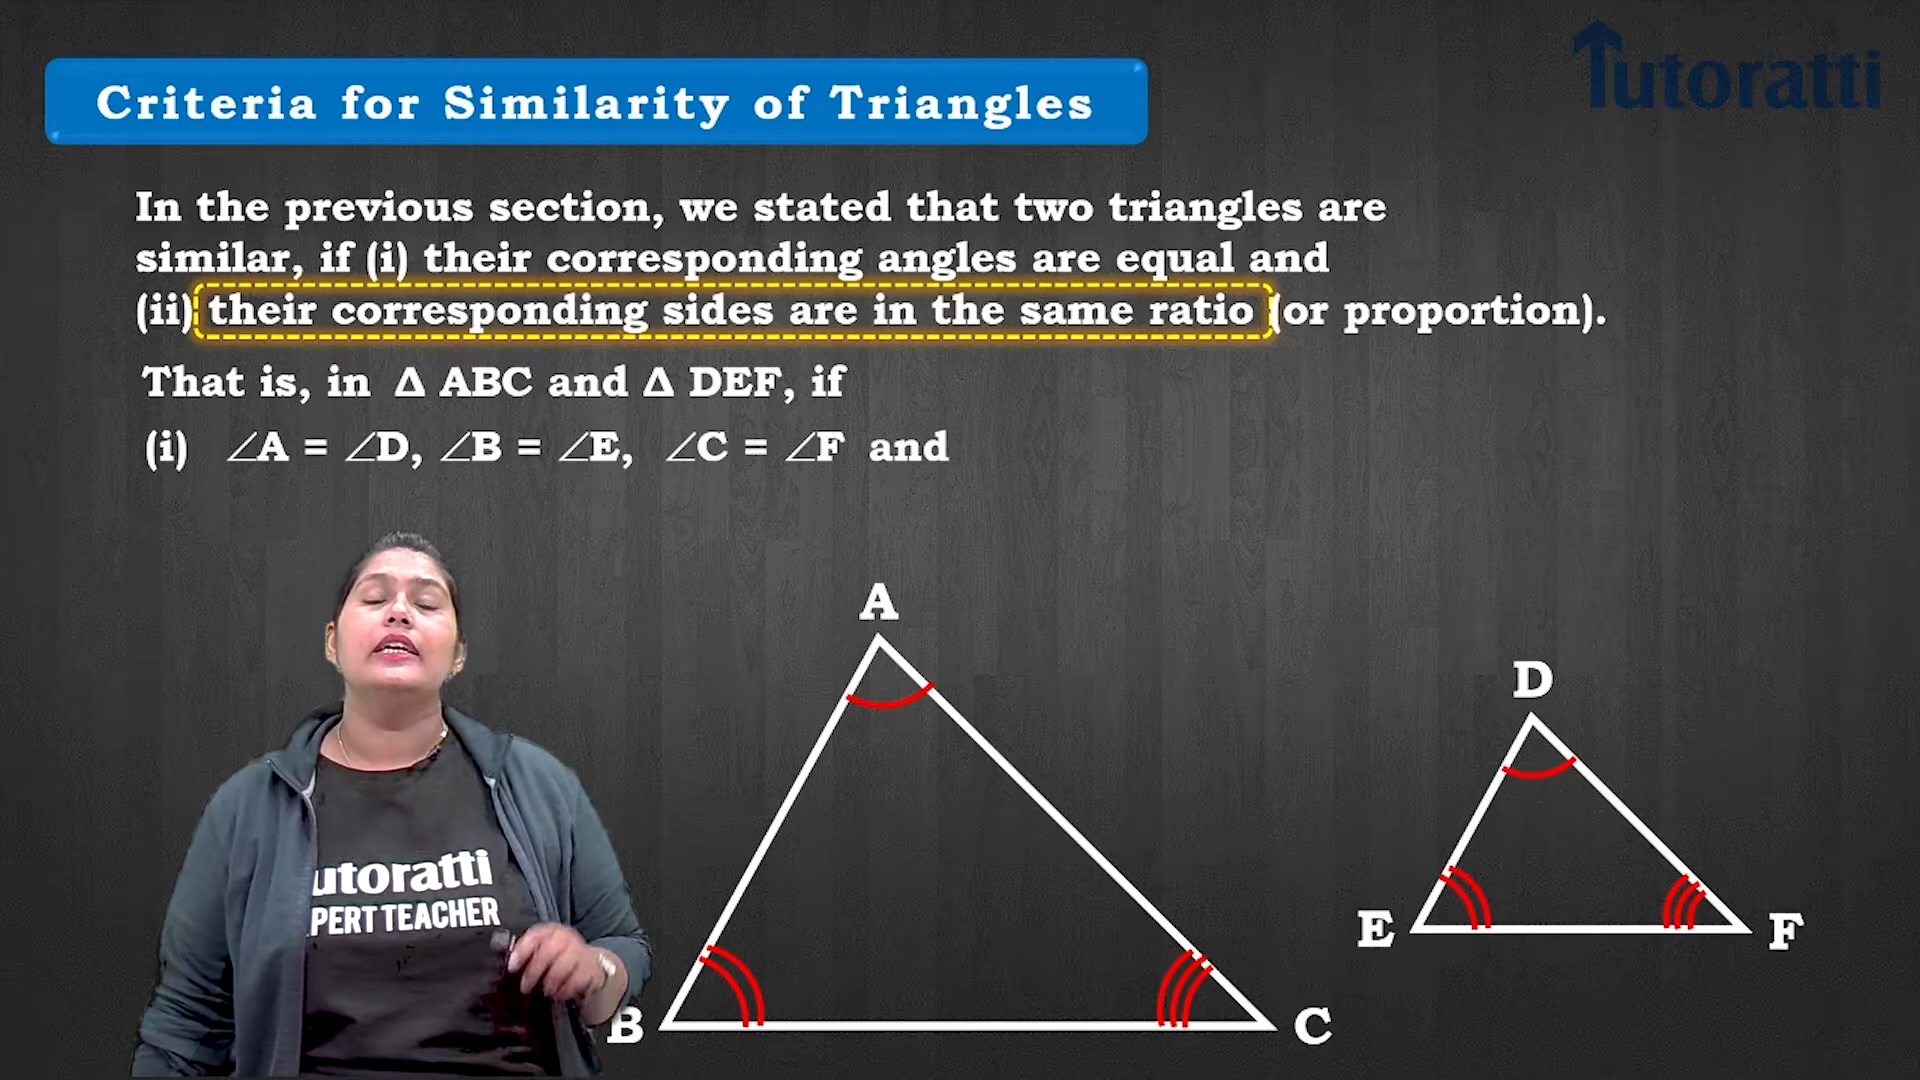 Tutoratti
Criteria for Similarity of Triangles
In the previous section, we stated that two triangles are
similar, if (i) their corresponding angles are equal and
(ii) their corresponding sides are in the same ratio (or proportion).
That is, in Δ ABC and Δ DEF, if
(i) ∠A = ∠D, ∠B = ∠E, ∠C = ∠F and
A
D
utoratti
PERT TEACHER
E
F
B
C